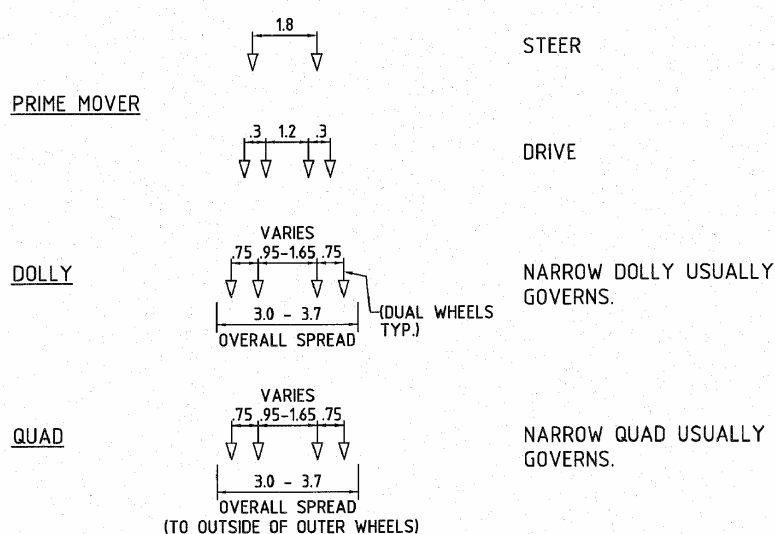 1.8
STEER
PRIME MOVER
.3 1.2 .3
DRIVE
VARIES
.75 .95-1.65 .75
DOLLY
NARROW DOLLY USUALLY
GOVERNS.
(DUAL WHEELS
TYP.)
3.0 - 3.7
OVERALL SPREAD
VARIES
.75 .95-1.65 .75
QUAD
NARROW QUAD USUALLY
GOVERNS.
3.0 - 3.7
OVERALL SPREAD
(TO OUTSIDE OF OUTER WHEELS)